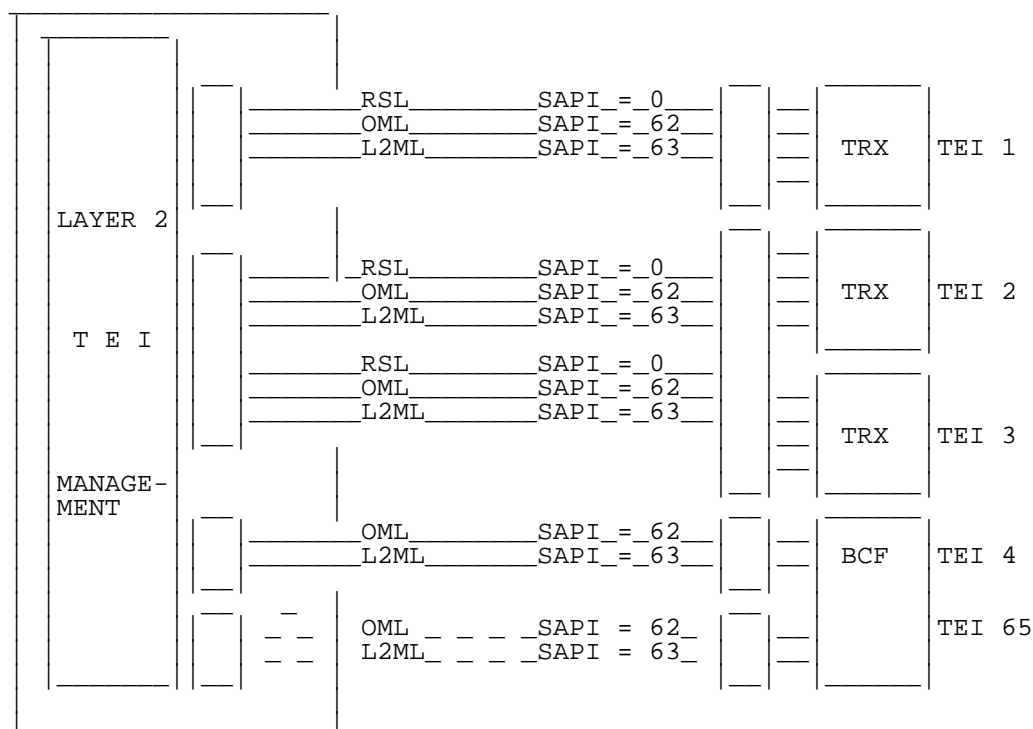 RSL SAPI = 0
OML SAPI = 62
L2ML SAPI = 63 TRX TEI 1
LAYER 2
RSL SAPI = 0
OML SAPI = 62 TRX TEI 2
L2ML SAPI = 63
T E I
RSL SAPI = 0
OML SAPI = 62
L2ML SAPI = 63
TRX TEI 3
MANAGE-
MENT
OML SAPI = 62
L2ML SAPI = 63 BCF TEI 4
OML SAPI = 62 TEI 65
L2ML SAPI = 63